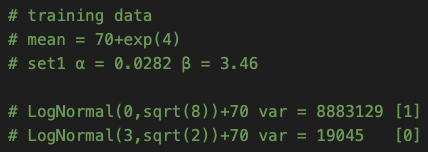 # training data
# mean = 70+exp(4)
# set1 α = 0.0282 β = 3.46
# LogNormal(0,sqrt(8))+70 var = 8883129 [1]
# LogNormal(3,sqrt(2))+70 var = 19045 [0]